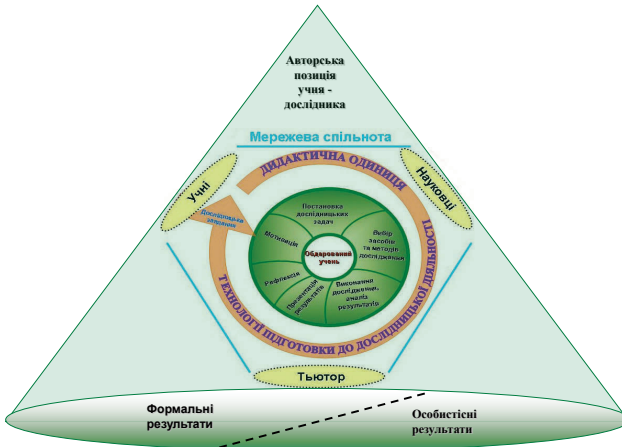 Авторська
позиція
учня -
дослідника
Мережева спільнота
ДИДАКТИЧНА ОДИНИЦЯ
Учні
Науковці
Дослідницькі
завдання
Постановка
дослідницьких
задач
Мотивація
Вибір
засобів
та методів
дослідження
Обдарований
учень
Рефлексія
Презентація
результатів
Виконання
дослідження,
аналіз
результатів
ТЕХНОЛОГІЇ ПІДГОТОВКИ ДО ДОСЛІДНИЦЬКОЇ ДІЯЛЬНОСТІ
Тьютор
Формальні
результати
Особистісні
результати